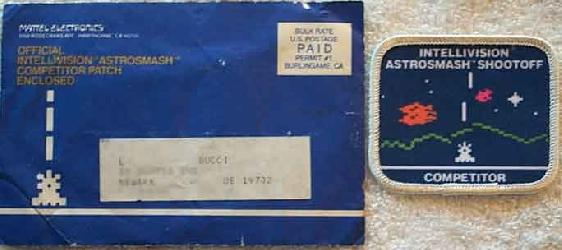 MATTEL ELECTRONICS
OFFICIAL
INTELLIVISION "ASTROSMASH"
COMPETITOR PATCH
ENCLOSED
BULK RATE
U.S. POSTAGE
PAID
PERMIT #1
BURLINGAME, CA
L BUCCI
NEWARK DE 19702
INTELLIVISION
ASTROSMASH SHOOTOFF
COMPETITOR